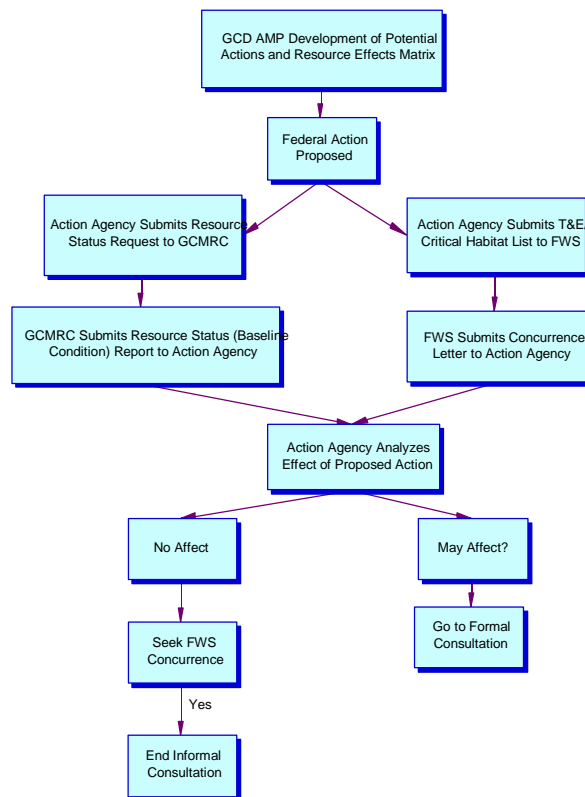 GCD AMP Development of Potential
Actions and Resource Effects Matrix
Federal Action
Proposed
Action Agency Submits Resource
Status Request to GCMRC
Action Agency Submits T&E/
Critical Habitat List to FWS
GCMRC Submits Resource Status (Baseline
Condition) Report to Action Agency
FWS Submits Concurrence
Letter to Action Agency
Action Agency Analyzes
Effect of Proposed Action
No Affect
May Affect?
Seek FWS
Concurrence
Go to Formal
Consultation
Yes
End Informal
Consultation